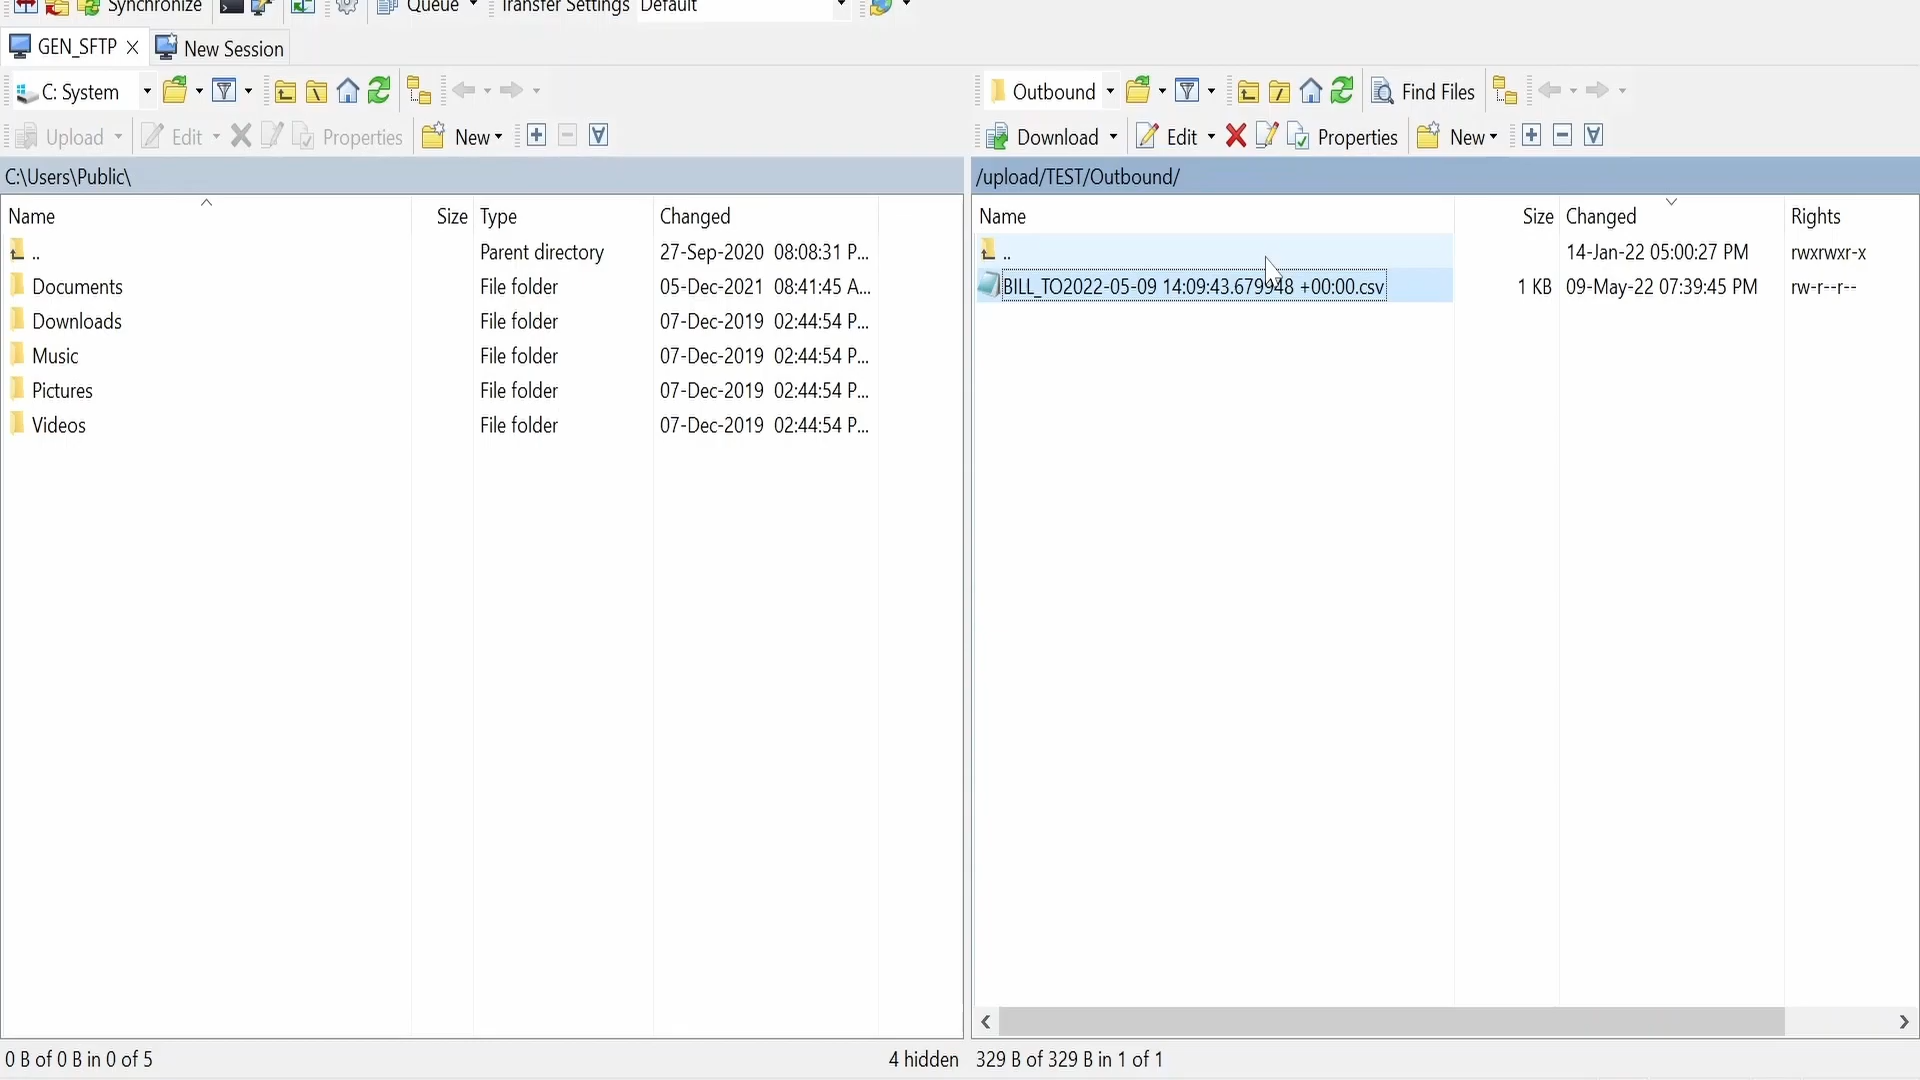 Synchronize Queue Transfer Settings Default
GEN_SFTP New Session
C: System Outbound Find Files
Upload Edit Properties New Download Edit Properties New
C:\Users\Public\ /upload/TEST/Outbound/
Name Size Type Changed Name Size Changed Rights
.. Parent directory 27-Sep-2020 08:08:31 P... .. 14-Jan-22 05:00:27 PM rwxrwxr-x
Documents File folder 05-Dec-2021 08:41:45 A... BILL_TO2022-05-09 14:09:43.679948 +00:00.csv 1 KB 09-May-22 07:39:45 PM rw-r--r--
Downloads File folder 07-Dec-2019 02:44:54 P...
Music File folder 07-Dec-2019 02:44:54 P...
Pictures File folder 07-Dec-2019 02:44:54 P...
Videos File folder 07-Dec-2019 02:44:54 P...
0 B of 0 B in 0 of 5 4 hidden 329 B of 329 B in 1 of 1